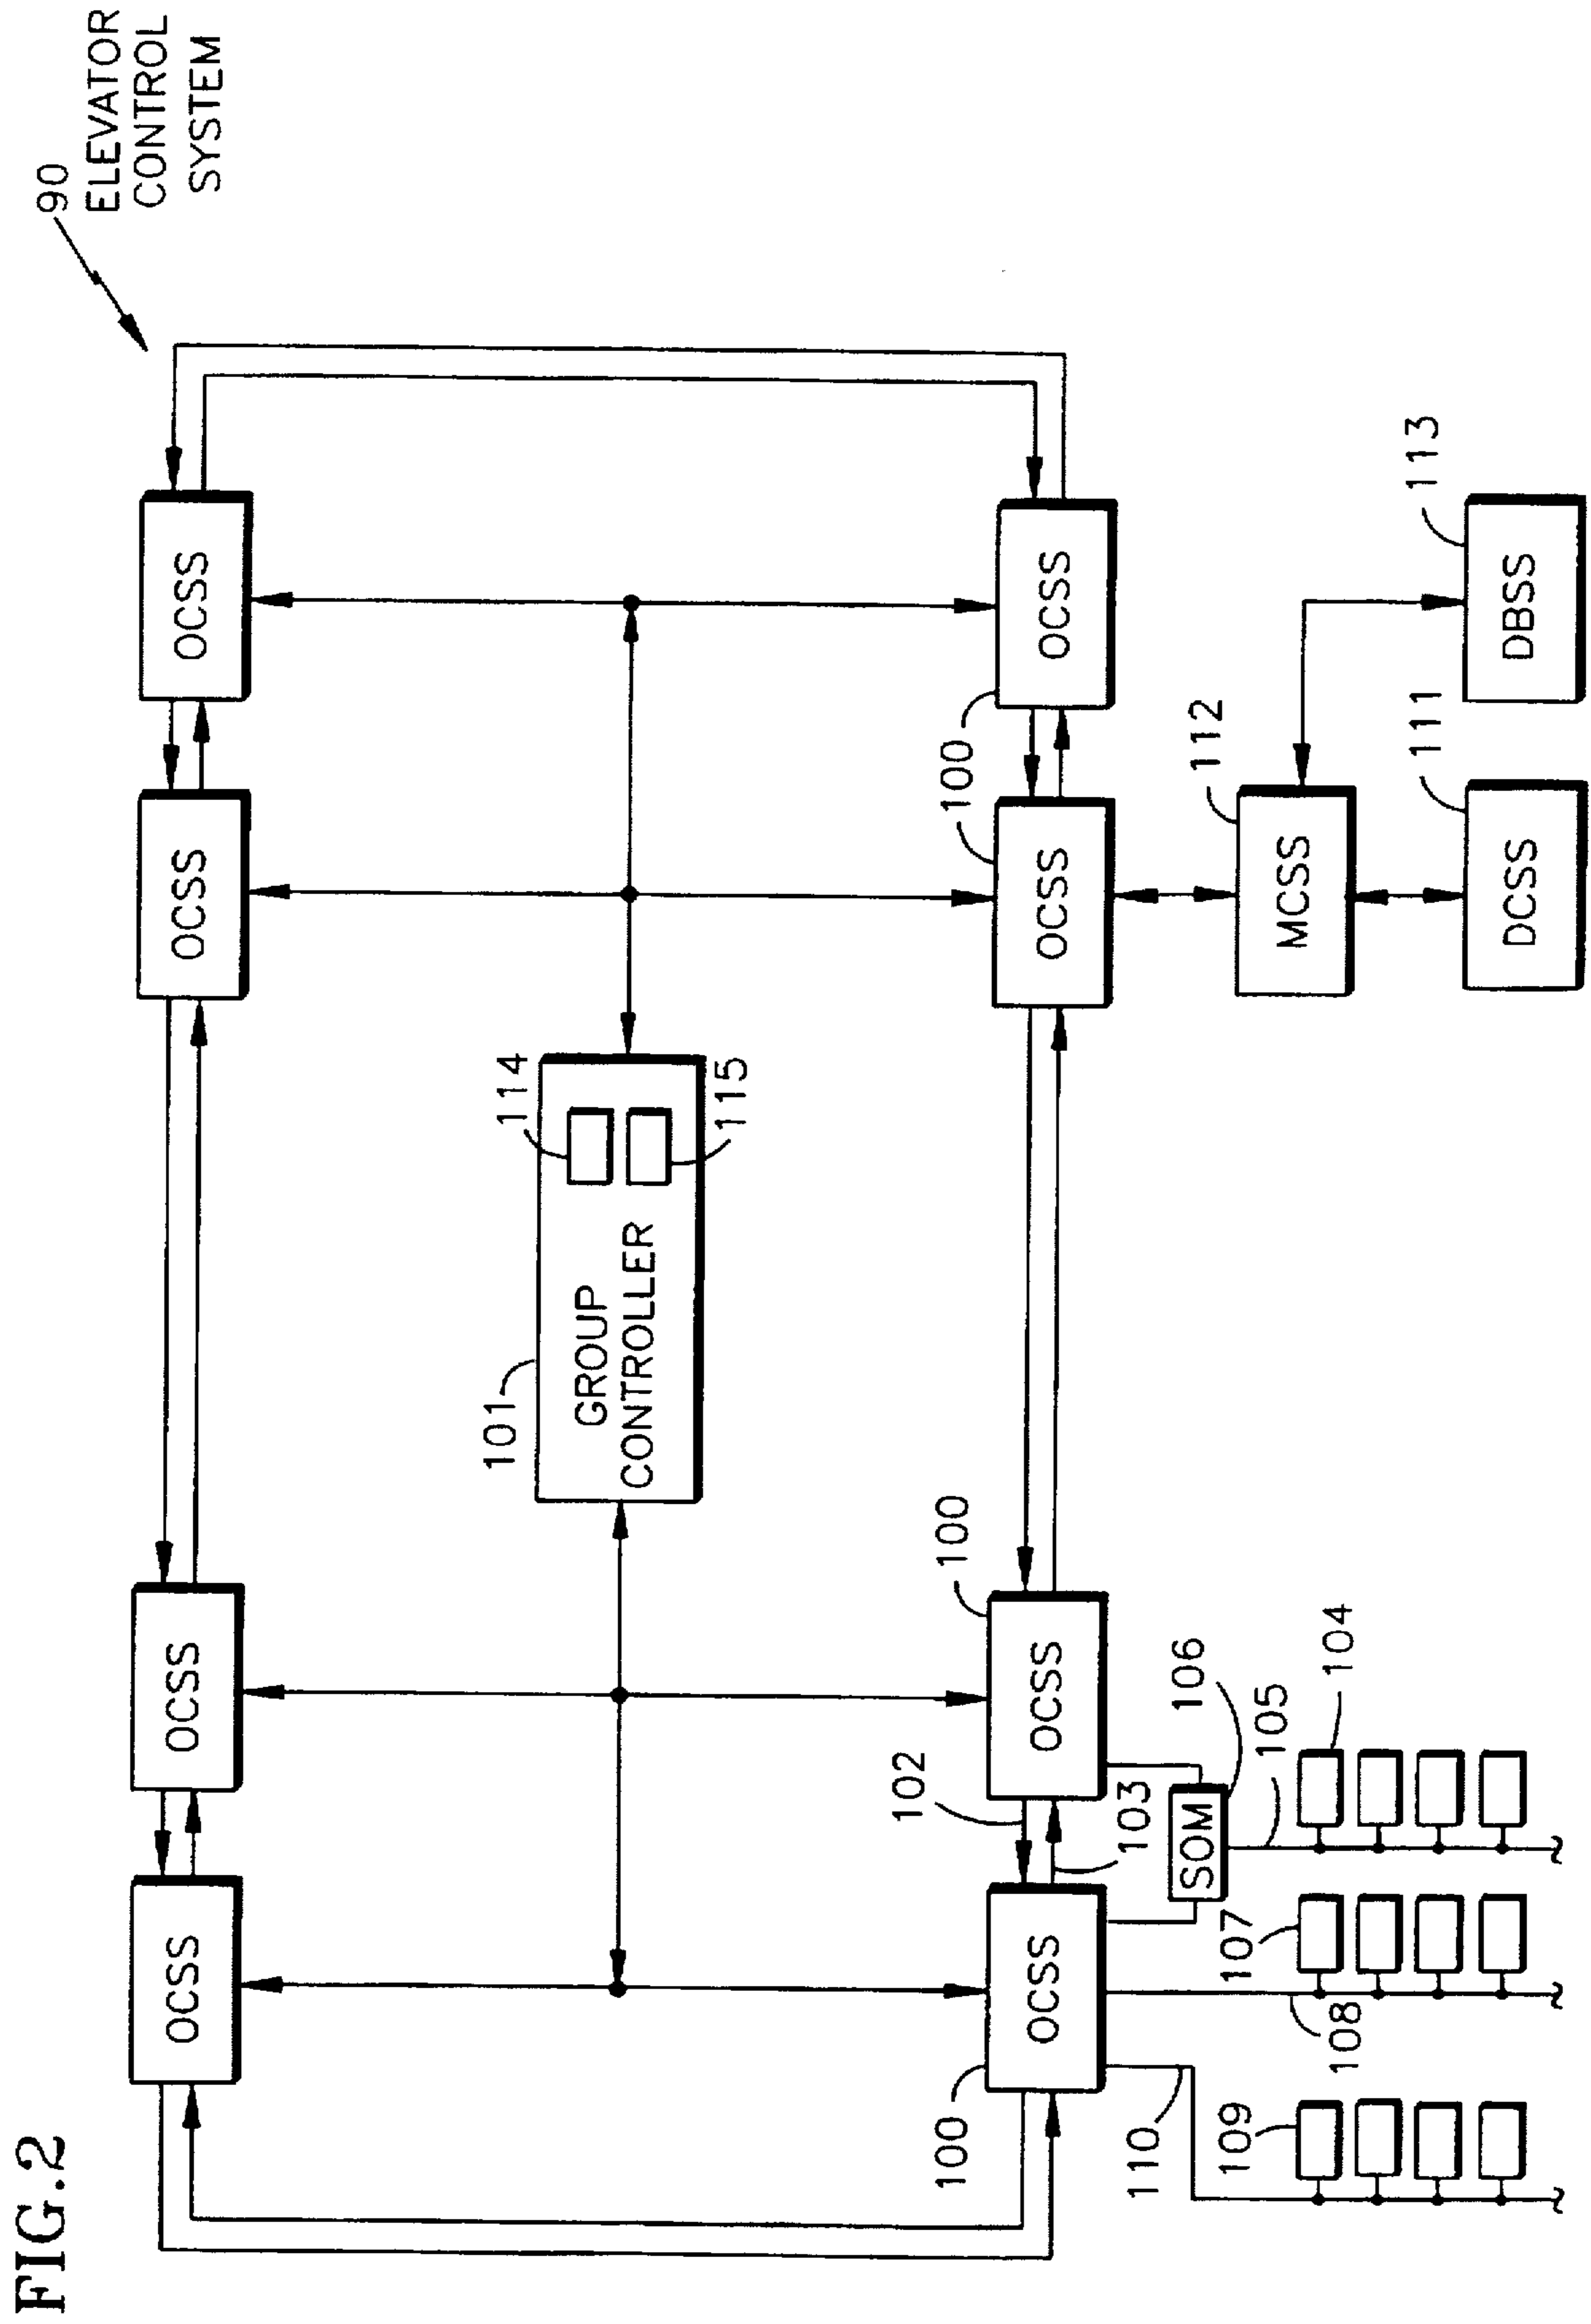 FIG.2
90
ELEVATOR
CONTROL
SYSTEM
OCSS
OCSS
OCSS
OCSS
101
GROUP
CONTROLLER
114
115
100
OCSS
102
103
100
OCSS
100
OCSS
100
OCSS
110
109
108
107
SOM
106
105
104
112
MCSS
111
DCSS
113
DBSS